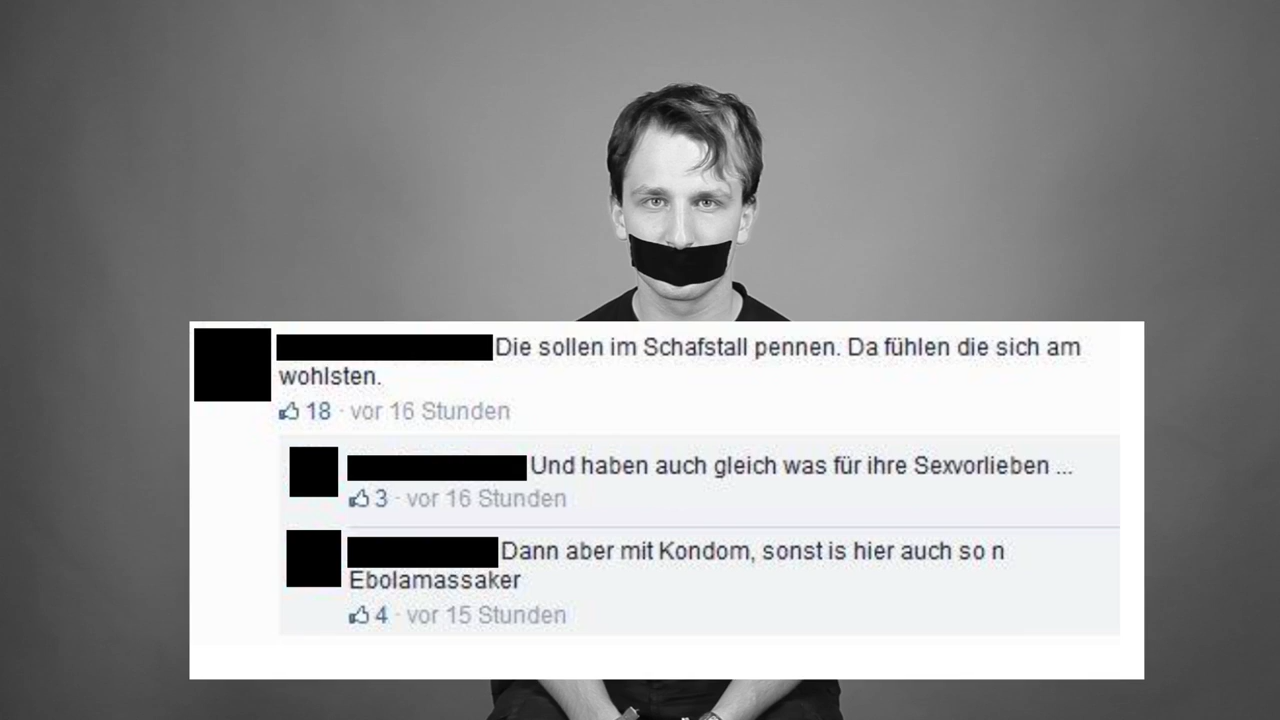 Die sollen im Schafstall pennen. Da fühlen die sich am
wohlsten.
18 · vor 16 Stunden
Und haben auch gleich was für ihre Sexvorlieben ...
3 · vor 16 Stunden
Dann aber mit Kondom, sonst is hier auch so n
Ebolamassaker
4 · vor 15 Stunden